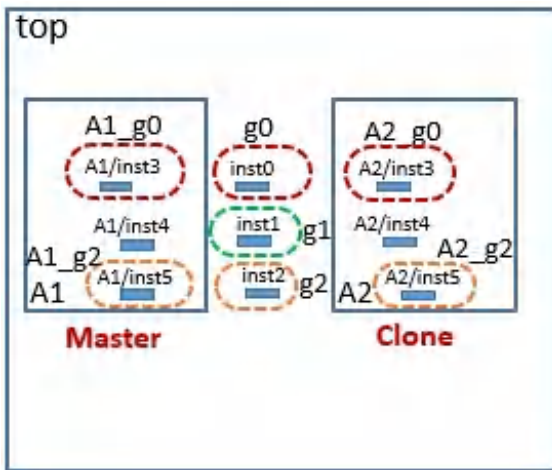 top
A1_g0
g0
A2_g0
A1/inst3
inst0
A2/inst3
A1/inst4
inst1
g1
A2/inst4
A1_g2
A2_g2
A1/inst5
inst2
g2
A2/inst5
A1
A2
Master
Clone